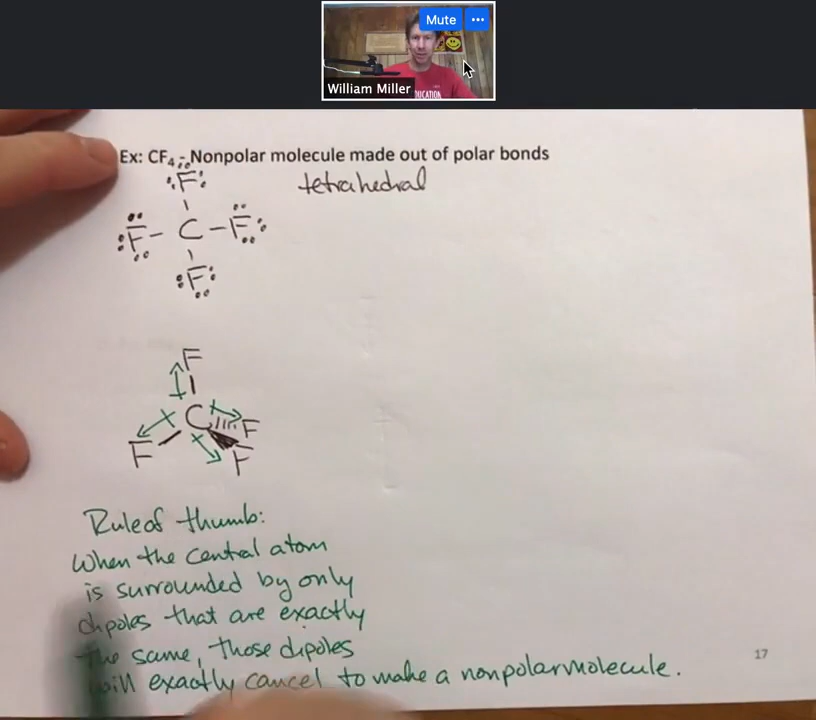 Mute
William Miller
Ex: CF4 - Nonpolar molecule made out of polar bonds
tetrahedral
F
F - C - F
F
F
C
F
F
F
Rule of thumb:
When the central atom
is surrounded by only
dipoles that are exactly
the same, those dipoles
will exactly cancel to make a nonpolar molecule.
17